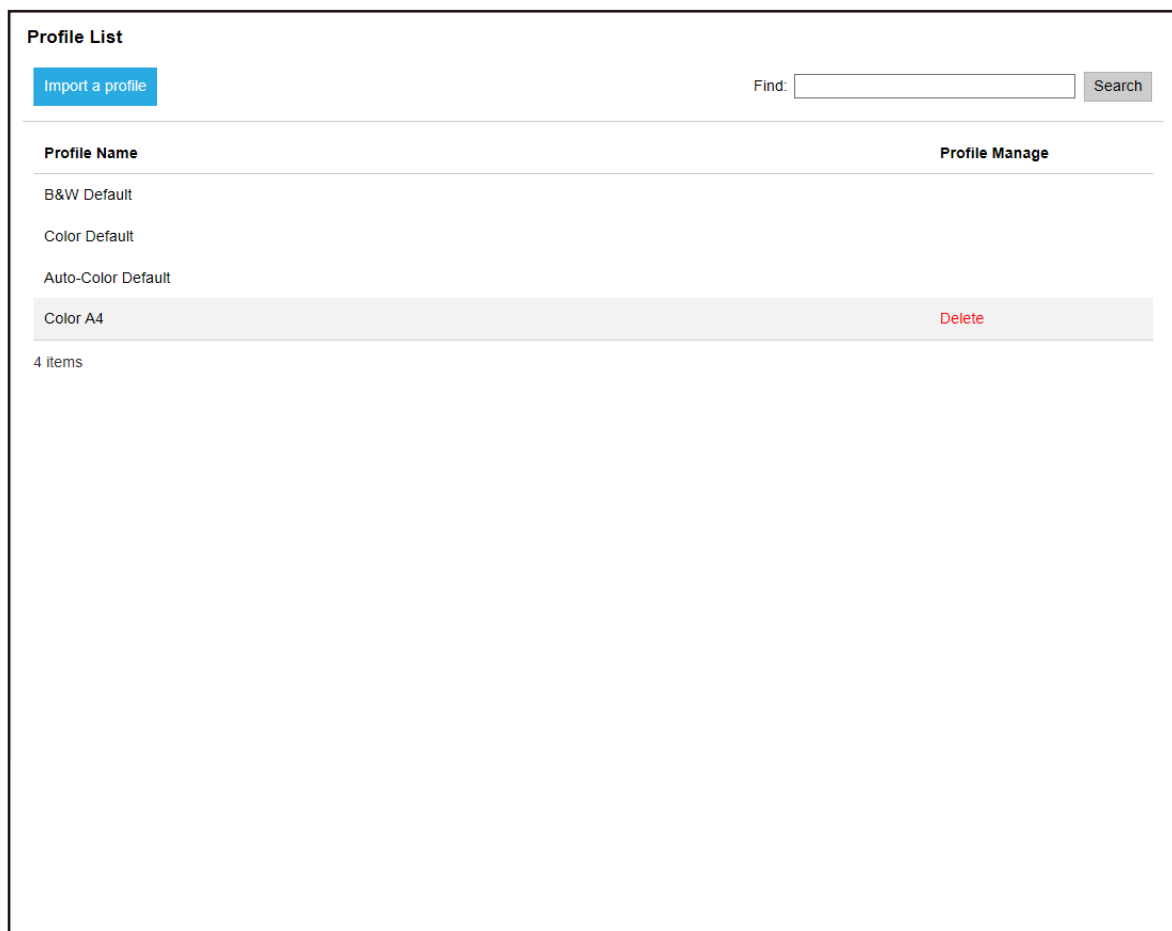 Profile List
Import a profile
Find:
Search
Profile Name
Profile Manage
B&W Default
Color Default
Auto-Color Default
Color A4
Delete
4 items